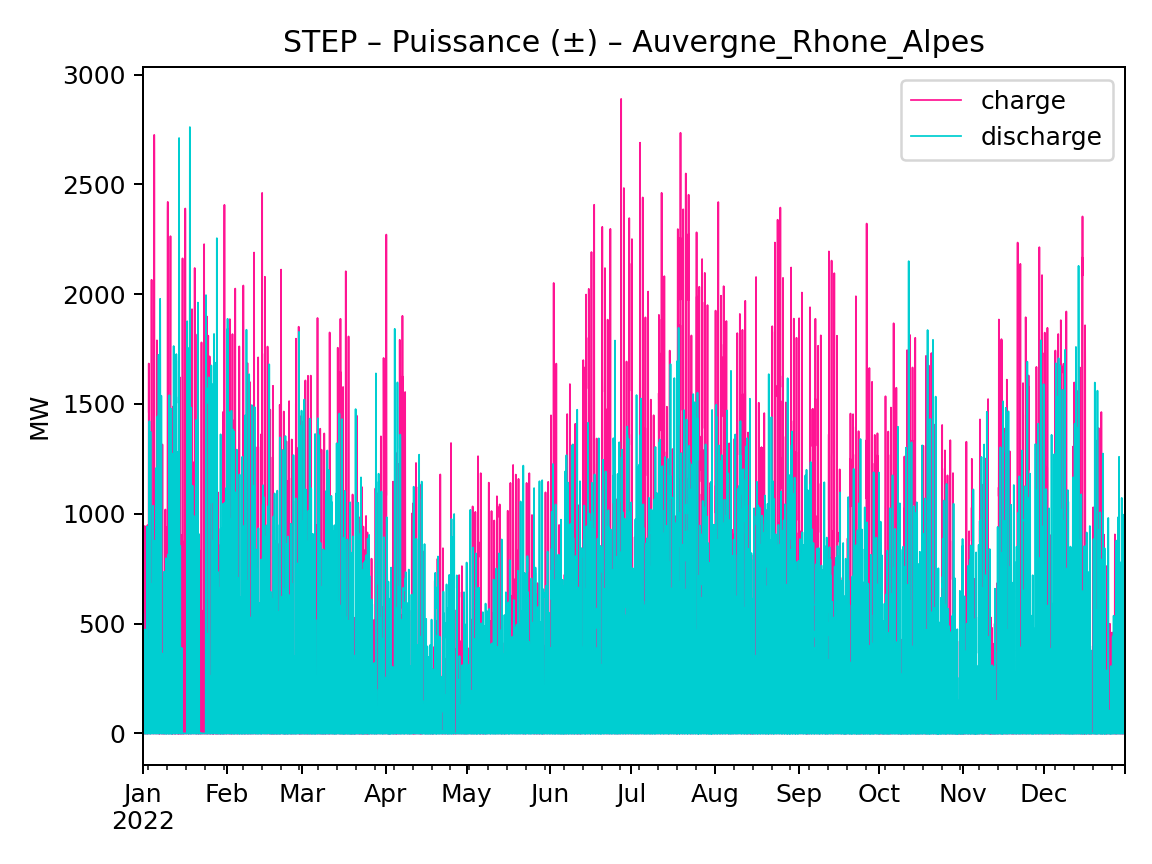 STEP – Puissance (±) – Auvergne_Rhone_Alpes
3000
2500
2000
1500
1000
500
0
MW
charge
discharge
Jan Feb Mar Apr May Jun Jul Aug Sep Oct Nov Dec
2022